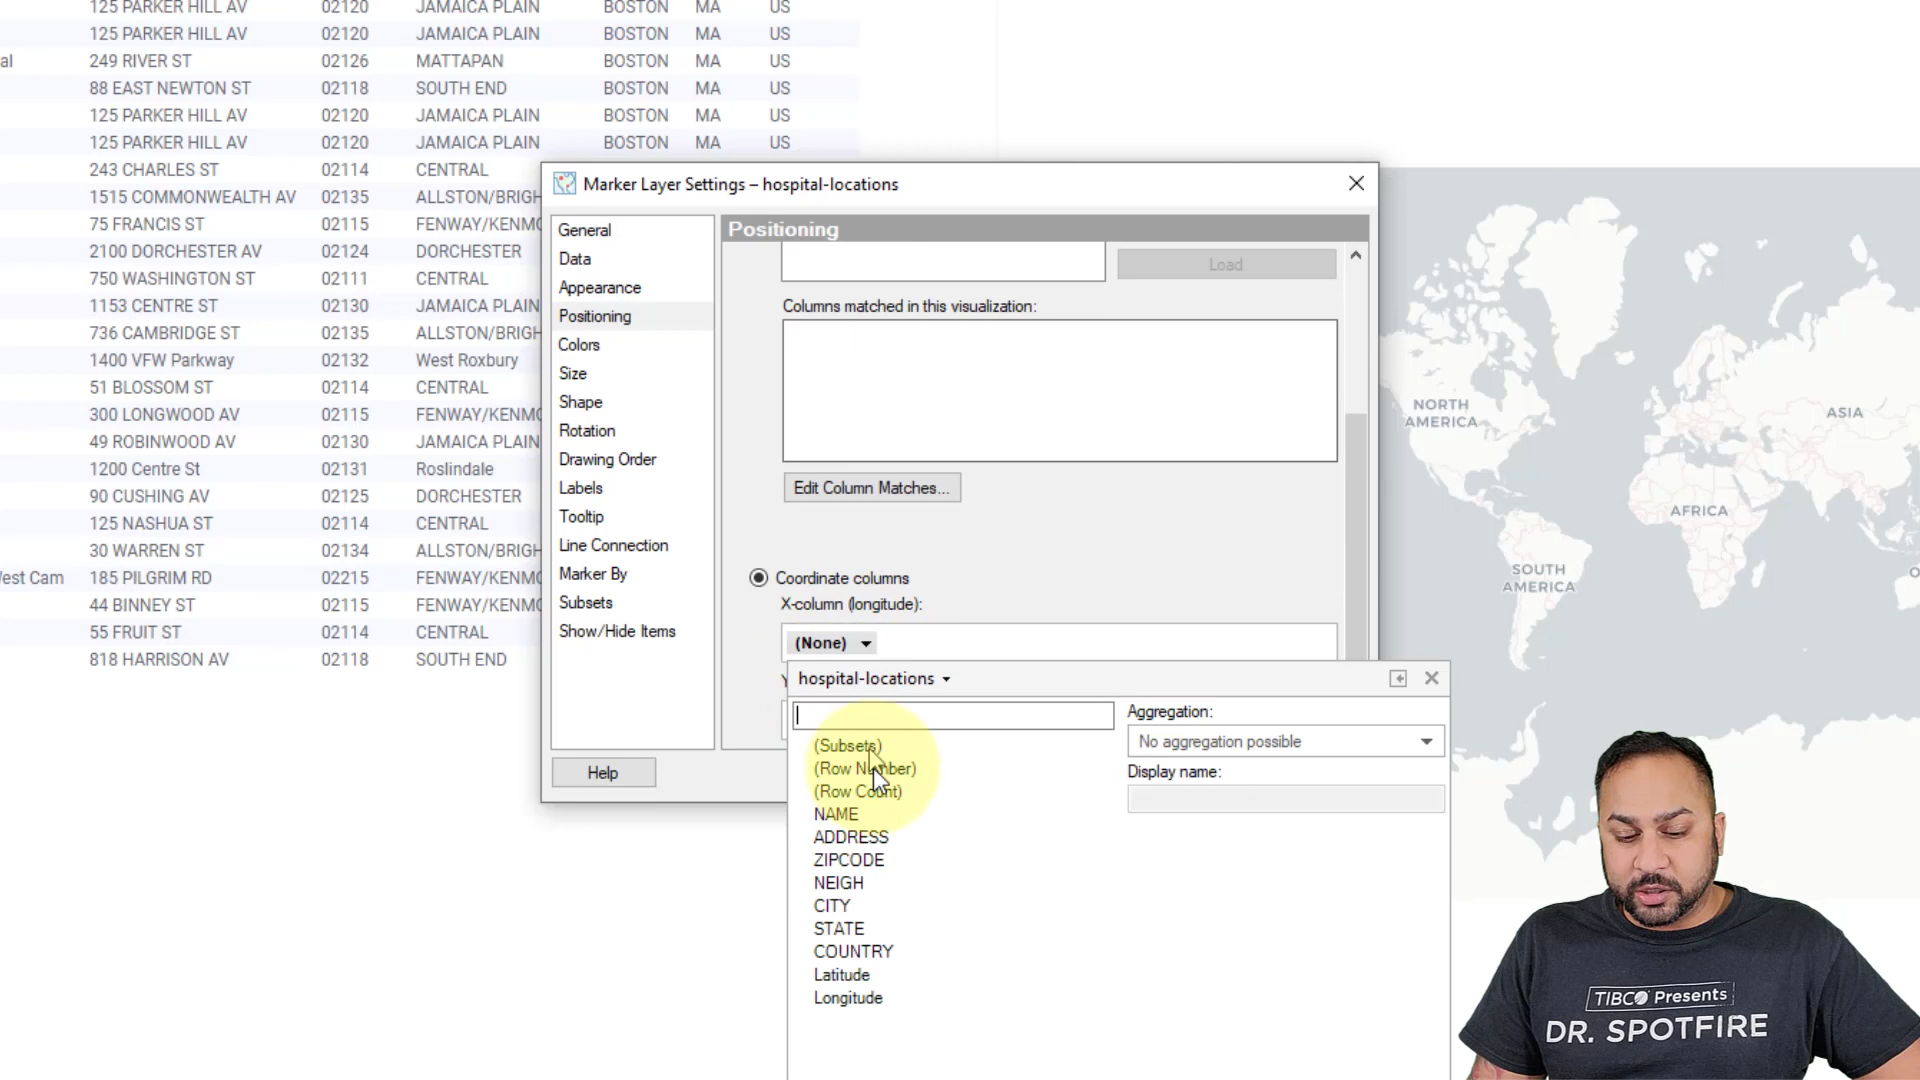 125 PARKER HILL AV 02120 JAMAICA PLAIN BOSTON MA US
125 PARKER HILL AV 02120 JAMAICA PLAIN BOSTON MA US
al 249 RIVER ST 02126 MATTAPAN BOSTON MA US
88 EAST NEWTON ST 02118 SOUTH END BOSTON MA US
125 PARKER HILL AV 02120 JAMAICA PLAIN BOSTON MA US
125 PARKER HILL AV 02120 JAMAICA PLAIN BOSTON MA US
243 CHARLES ST 02114 CENTRAL
1515 COMMONWEALTH AV 02135 ALLSTON/BRIGH
75 FRANCIS ST 02115 FENWAY/KENMO
2100 DORCHESTER AV 02124 DORCHESTER
750 WASHINGTON ST 02111 CENTRAL
1153 CENTRE ST 02130 JAMAICA PLAIN
736 CAMBRIDGE ST 02135 ALLSTON/BRIGH
1400 VFW Parkway 02132 West Roxbury
51 BLOSSOM ST 02114 CENTRAL
300 LONGWOOD AV 02115 FENWAY/KENMO
49 ROBINWOOD AV 02130 JAMAICA PLAIN
1200 Centre St 02131 Roslindale
90 CUSHING AV 02125 DORCHESTER
125 NASHUA ST 02114 CENTRAL
30 WARREN ST 02134 ALLSTON/BRIGH
West Cam 185 PILGRIM RD 02215 FENWAY/KENMO
44 BINNEY ST 02115 FENWAY/KENMO
55 FRUIT ST 02114 CENTRAL
818 HARRISON AV 02118 SOUTH END
Marker Layer Settings – hospital-locations
General
Data
Appearance
Positioning
Colors
Size
Shape
Rotation
Drawing Order
Labels
Tooltip
Line Connection
Marker By
Subsets
Show/Hide Items
Help
Positioning
Load
Columns matched in this visualization:
Edit Column Matches...
Coordinate columns
X-column (longitude):
(None)
hospital-locations
(Subsets)
(Row Number)
(Row Count)
NAME
ADDRESS
ZIPCODE
NEIGH
CITY
STATE
COUNTRY
Latitude
Longitude
Aggregation:
No aggregation possible
Display name:
NORTH
AMERICA
ASIA
AFRICA
SOUTH
AMERICA
TIBCO Presents
DR. SPOTFIRE